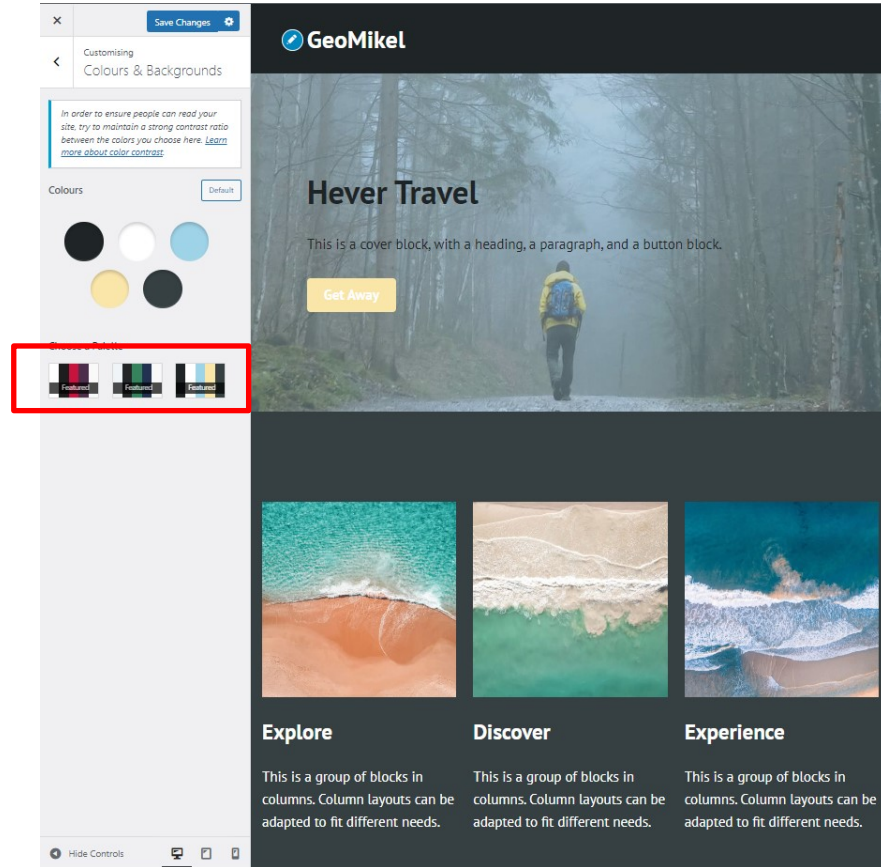 Save Changes
Customising
Colours & Backgrounds
In order to ensure people can read your
site, try to maintain a strong contrast ratio
between the colors you choose here. Learn
more about color contrast.
Colours
Default
Choose a Palette
Featured
Featured
Featured
Hide Controls
GeoMikel
Hever Travel
This is a cover block, with a heading, a paragraph, and a button block.
Get Away
Explore
This is a group of blocks in
columns. Column layouts can be
adapted to fit different needs.
Discover
This is a group of blocks in
columns. Column layouts can be
adapted to fit different needs.
Experience
This is a group of blocks in
columns. Column layouts can be
adapted to fit different needs.